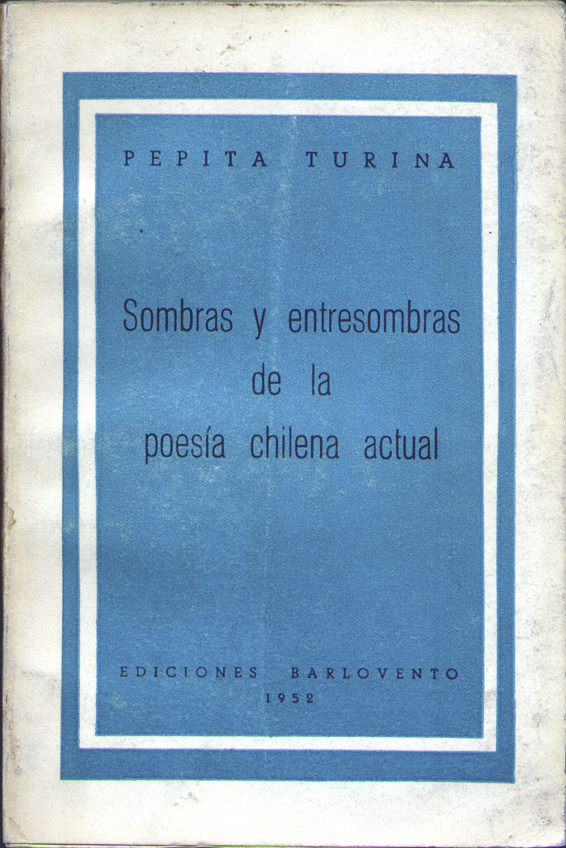 PEPITA TURINA
Sombras y entresombras
de la
poesía chilena actual
EDICIONES BARLOVENTO
1952